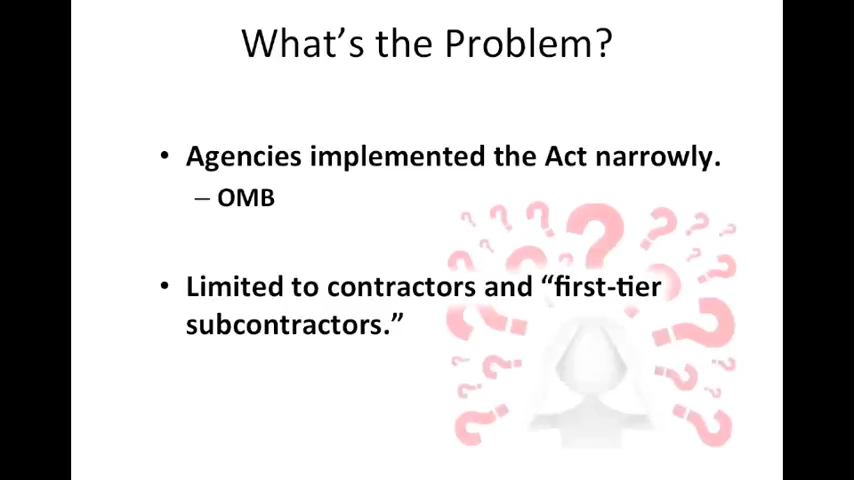 What’s the Problem?
• Agencies implemented the Act narrowly.
– OMB
• Limited to contractors and “first-tier
subcontractors.”